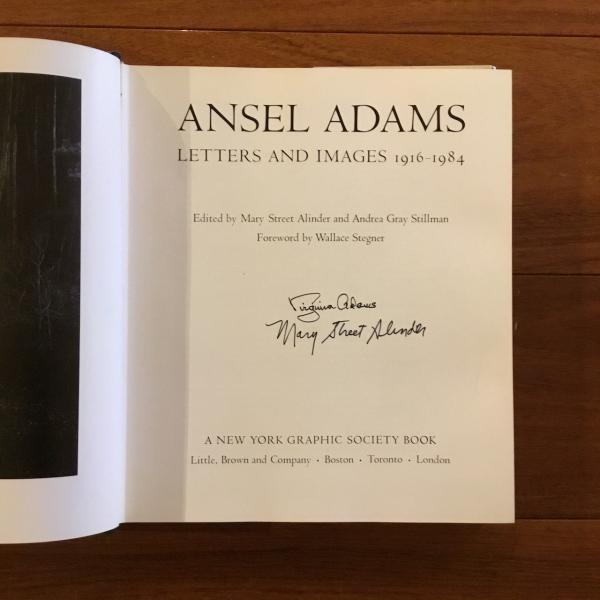 ANSEL ADAMS
LETTERS AND IMAGES 1916-1984
Edited by Mary Street Alinder and Andrea Gray Stillman
Foreword by Wallace Stegner
Virginia Adams
Mary Street Alinder
A NEW YORK GRAPHIC SOCIETY BOOK
Little, Brown and Company • Boston • Toronto • London